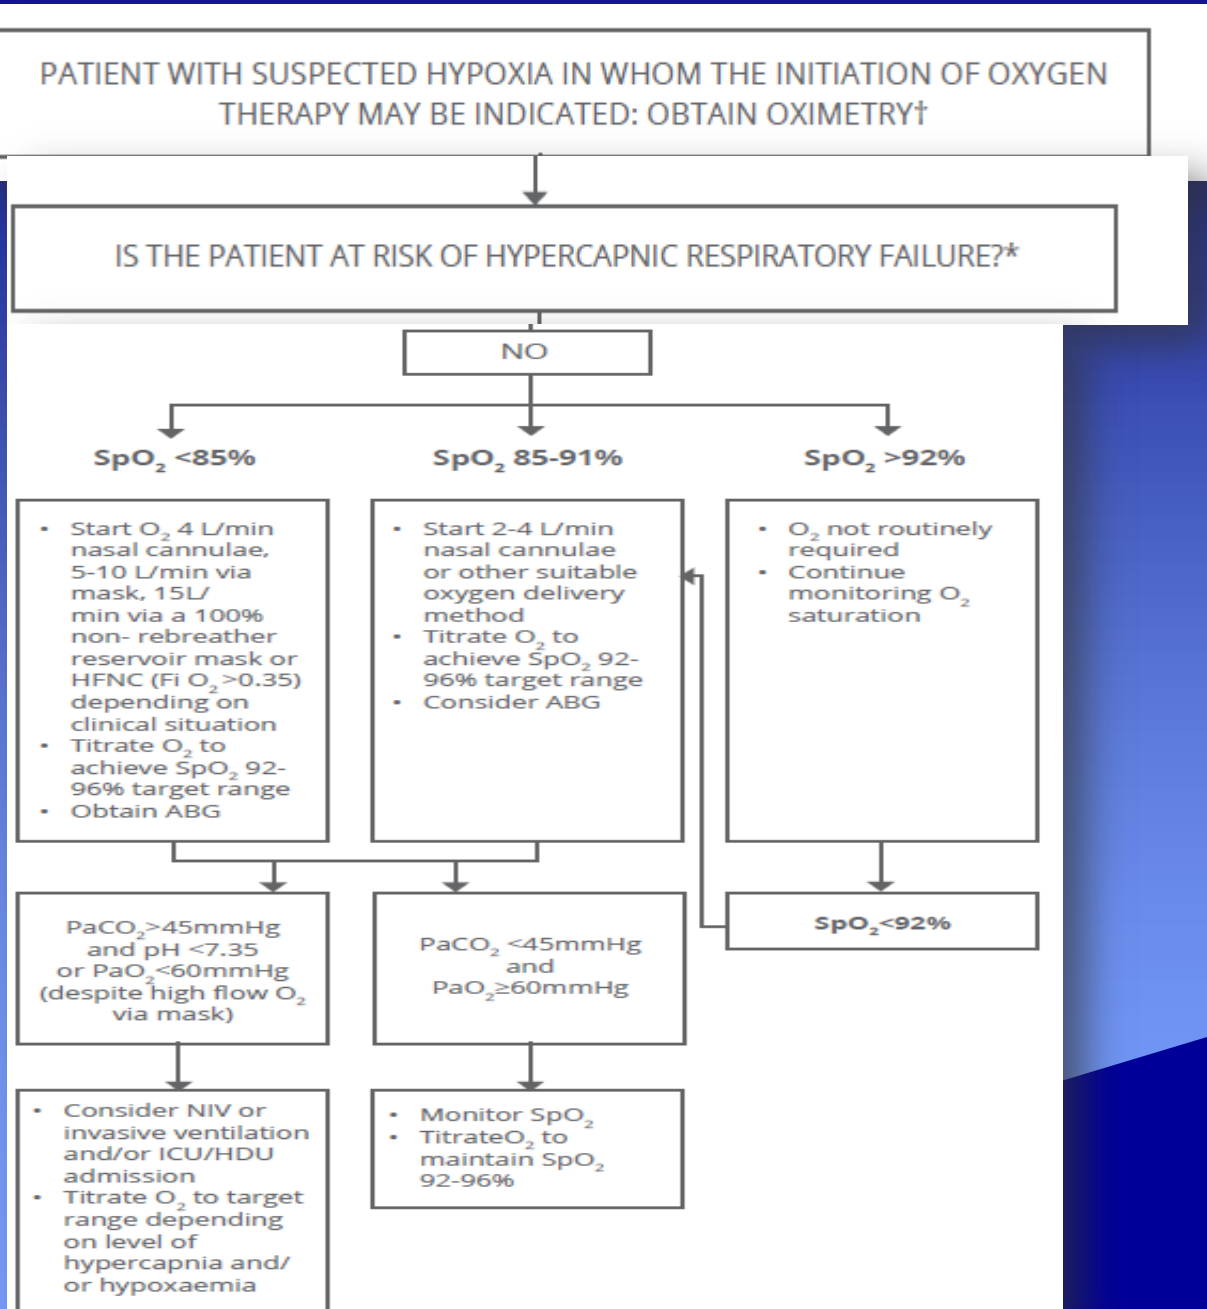 PATIENT WITH SUSPECTED HYPOXIA IN WHOM THE INITIATION OF OXYGEN
THERAPY MAY BE INDICATED: OBTAIN OXIMETRY†
IS THE PATIENT AT RISK OF HYPERCAPNIC RESPIRATORY FAILURE?*
NO
SpO₂ <85%
SpO₂ 85-91%
SpO₂ >92%
• Start O₂ 4 L/min
nasal cannulae,
5-10 L/min via
mask, 15L/
min via a 100%
non- rebreather
reservoir mask or
HFNC (Fi O₂>0.35)
depending on
clinical situation
• Titrate O₂ to
achieve SpO₂ 92-
96% target range
• Obtain ABG
• Start 2-4 L/min
nasal cannulae
or other suitable
oxygen delivery
method
• Titrate O₂ to
achieve SpO₂ 92-
96% target range
• Consider ABG
• O₂ not routinely
required
• Continue
monitoring O₂
saturation
PaCO₂>45mmHg
and pH <7.35
or PaO₂<60mmHg
(despite high flow O₂
via mask)
PaCO₂ <45mmHg
and
PaO₂≥60mmHg
SpO₂<92%
• Consider NIV or
invasive ventilation
and/or ICU/HDU
admission
• Titrate O₂ to target
range depending
on level of
hypercapnia and/
or hypoxaemia
• Monitor SpO₂
• TitrateO₂ to
maintain SpO₂
92-96%